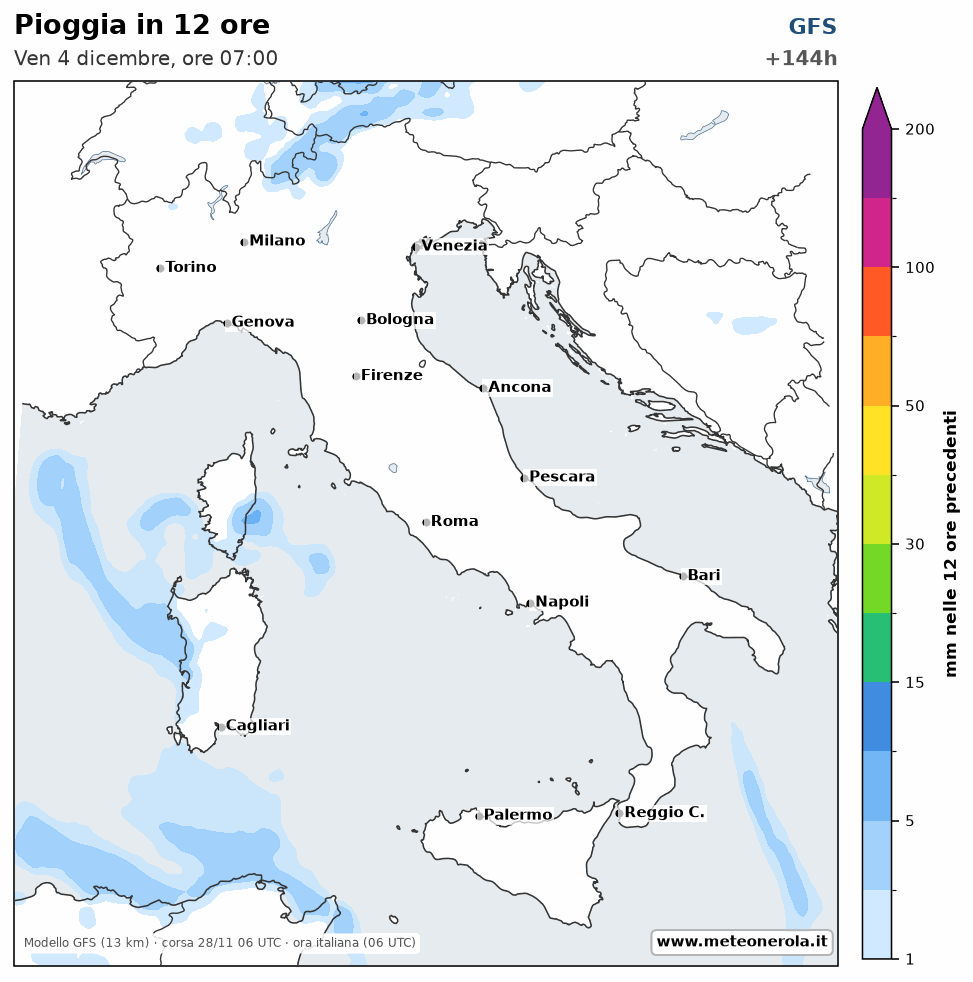 Pioggia in 12 ore
GFS
Ven 4 dicembre, ore 07:00
+144h
200
Milano
Venezia
Torino
100
Genova
Bologna
Firenze
Ancona
50
Pescara
Roma
30
Bari
Napoli
15
Cagliari
Palermo
Reggio C.
5
mm nelle 12 ore precedenti
Modello GFS (13 km) · corsa 28/11 06 UTC · ora italiana (06 UTC)
www.meteonerola.it
1